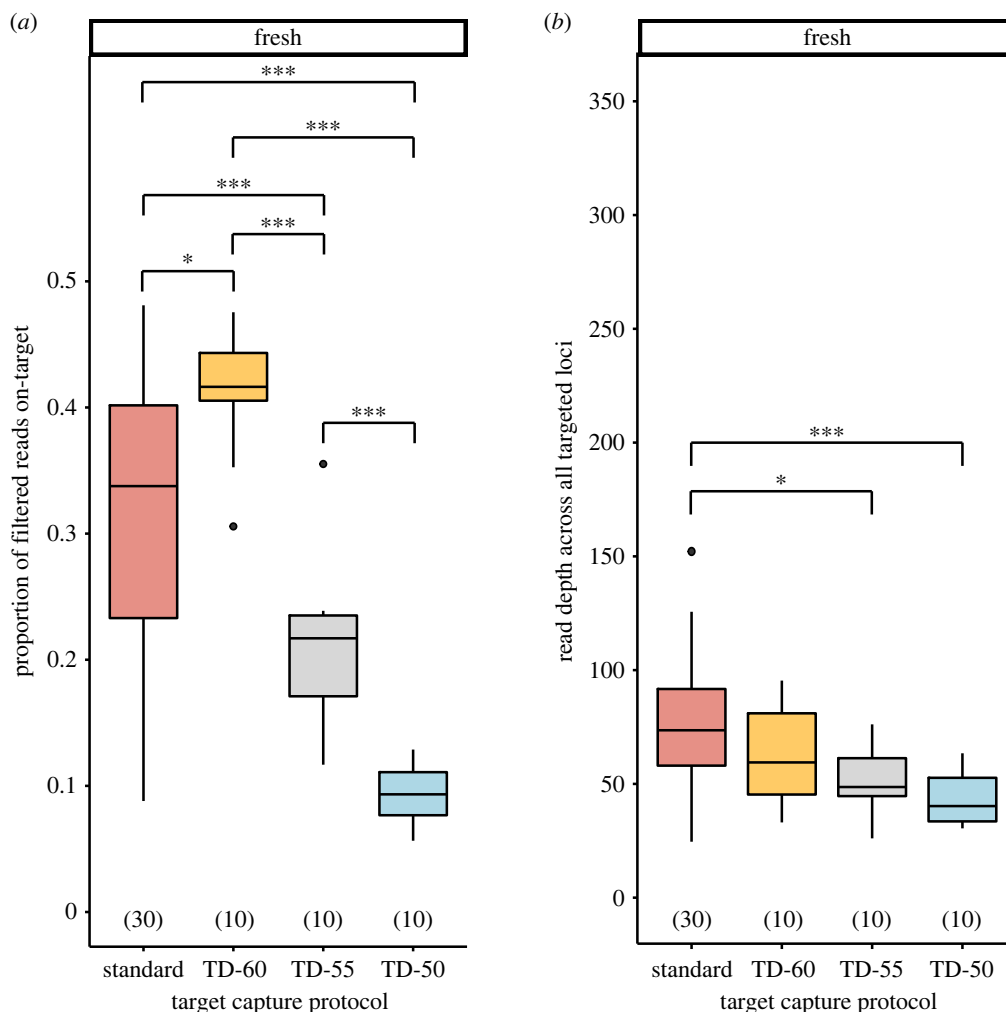 (a)
fresh
***
***
***
***
*
***
0.5
0.4
0.3
0.2
0.1
0
proportion of filtered reads on-target
(30) (10) (10) (10)
standard TD-60 TD-55 TD-50
target capture protocol
(b)
fresh
350
300
250
200
150
100
50
0
***
*
read depth across all targeted loci
(30) (10) (10) (10)
standard TD-60 TD-55 TD-50
target capture protocol